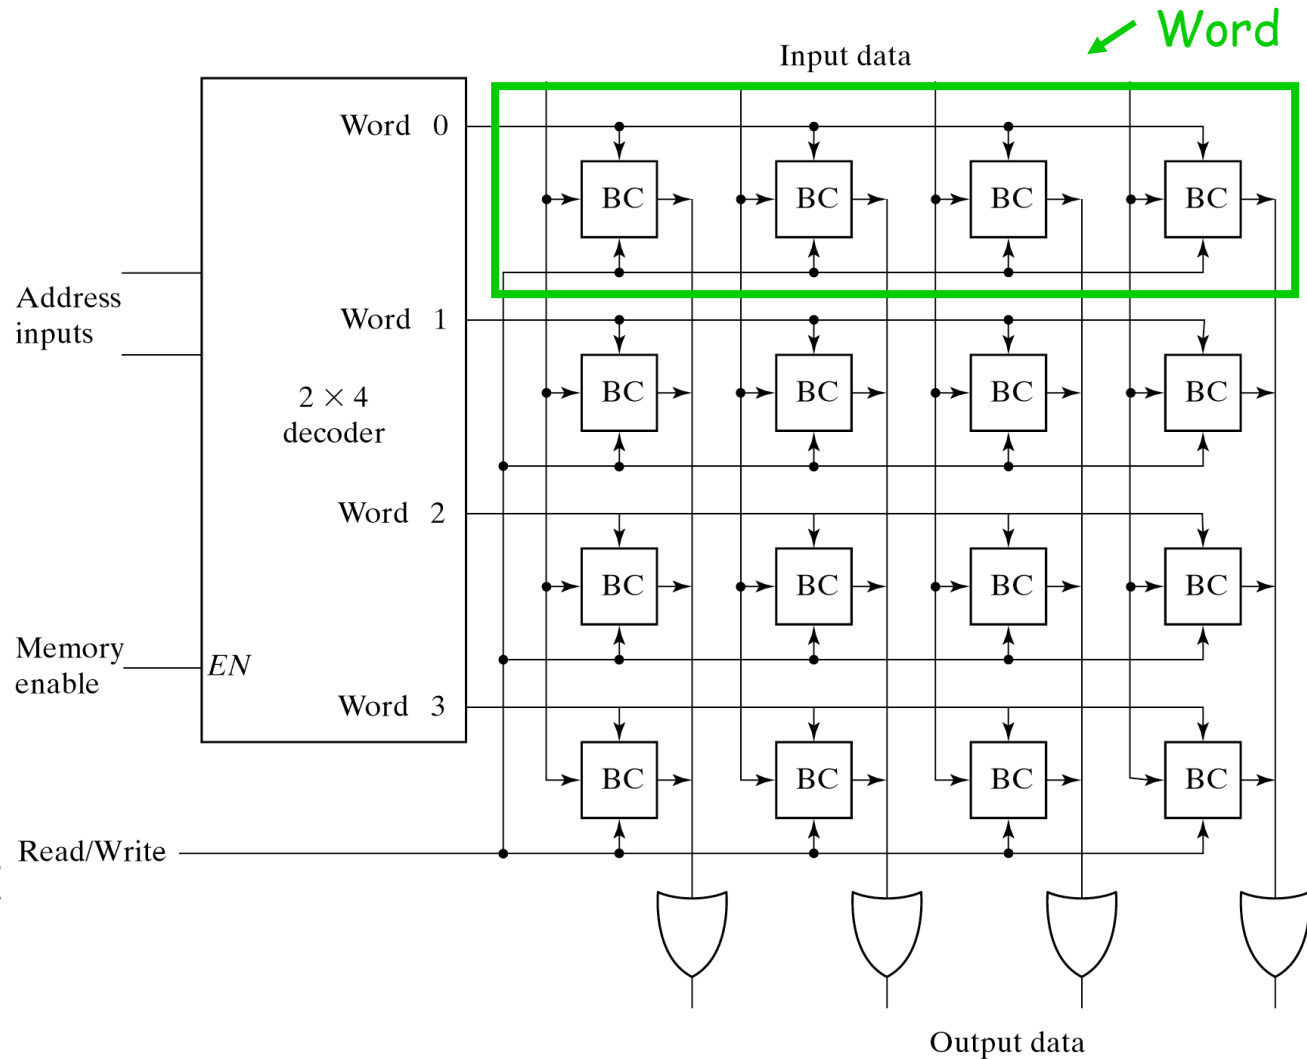 Word
Input data
Word 0
BC BC BC BC
Address
inputs
Word 1
BC BC BC BC
2 × 4
decoder
Word 2
BC BC BC BC
Memory
enable
EN
Word 3
BC BC BC BC
Read/Write
Output data